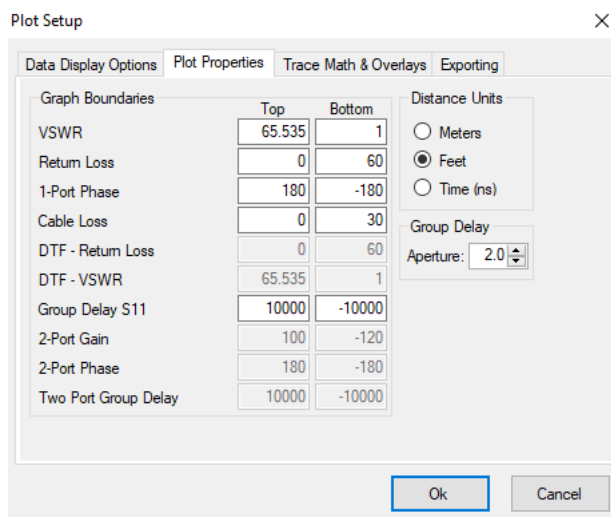 Plot Setup
Data Display Options Plot Properties Trace Math & Overlays Exporting
Graph Boundaries
Top Bottom
VSWR 65.535 1
Return Loss 0 60
1-Port Phase 180 -180
Cable Loss 0 30
DTF - Return Loss 0 60
DTF - VSWR 65.535 1
Group Delay S11 10000 -10000
2-Port Gain 100 -120
2-Port Phase 180 -180
Two Port Group Delay 10000 -10000
Distance Units
Meters
Feet
Time (ns)
Group Delay
Aperture: 2.0
Ok Cancel